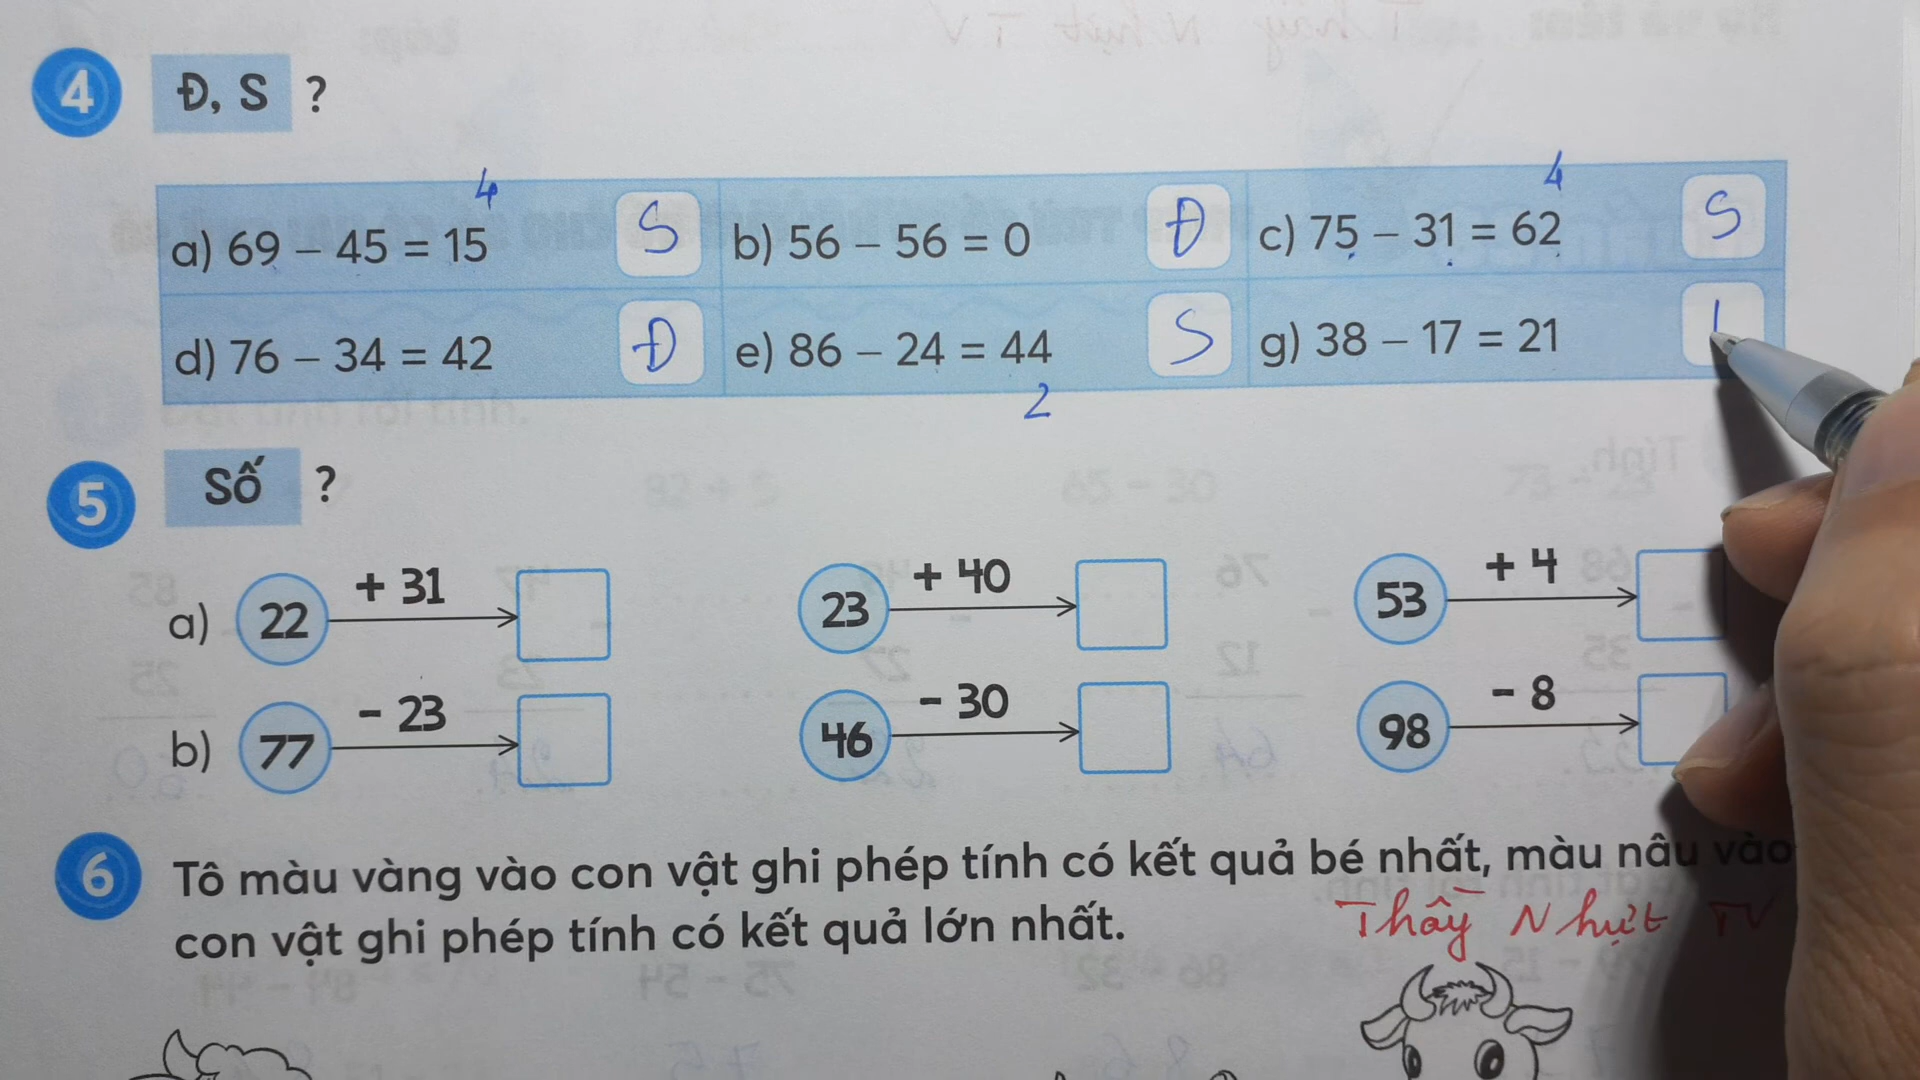 4 Đ, S ?
4 4
a) 69 – 45 = 15 S b) 56 – 56 = 0 Đ c) 75 – 31 = 62 S
d) 76 – 34 = 42 Đ e) 86 – 24 = 44 S g) 38 – 17 = 21
2
5 Số ?
a) 22 + 31 23 + 40 53 + 4
b) 77 - 23 46 - 30 98 - 8
6 Tô màu vàng vào con vật ghi phép tính có kết quả bé nhất, màu nâu vào
con vật ghi phép tính có kết quả lớn nhất.
Thầy Nhựt TV